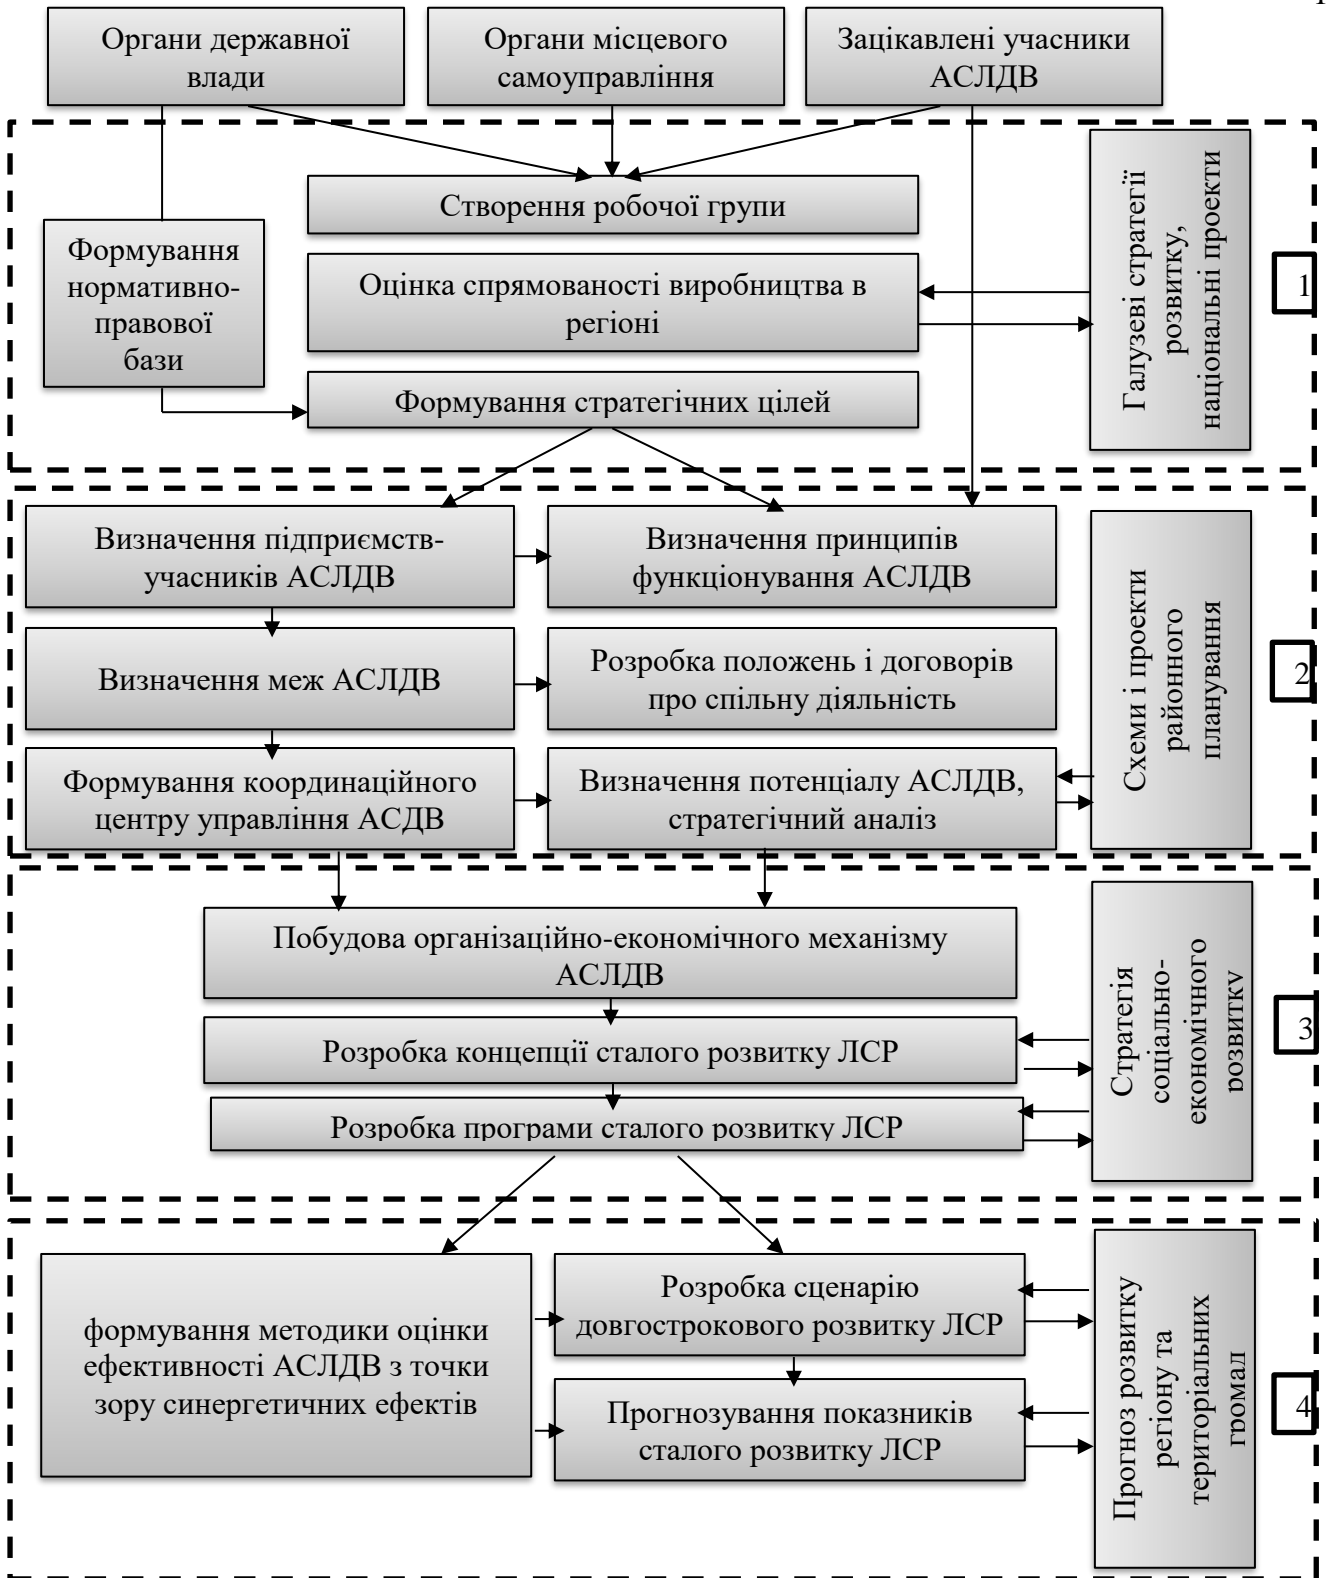 Органи державної
влади
Органи місцевого
самоуправління
Зацікавлені учасники
АСЛДВ
Створення робочої групи
Формування
нормативно-
правової
бази
Оцінка спрямованості виробництва в
регіоні
Формування стратегічних цілей
Галузеві стратегії
розвитку,
національні проекти
1
Визначення підприємств-
учасників АСЛДВ
Визначення принципів
функціонування АСЛДВ
Визначення меж АСЛДВ
Розробка положень і договорів
про спільну діяльність
Формування координаційного
центру управління АСДВ
Визначення потенціалу АСЛДВ,
стратегічний аналіз
Схеми і проекти
районного
планування
2
Побудова організаційно-економічного механізму
АСЛДВ
Розробка концепції сталого розвитку ЛСР
Розробка програми сталого розвитку ЛСР
Стратегія
соціально-
економічного
розвитку
3
формування методики оцінки
ефективності АСЛДВ з точки
зору синергетичних ефектів
Розробка сценарію
довгострокового розвитку ЛСР
Прогнозування показників
сталого розвитку ЛСР
Прогноз розвитку
регіону та
територіальних
громад
4